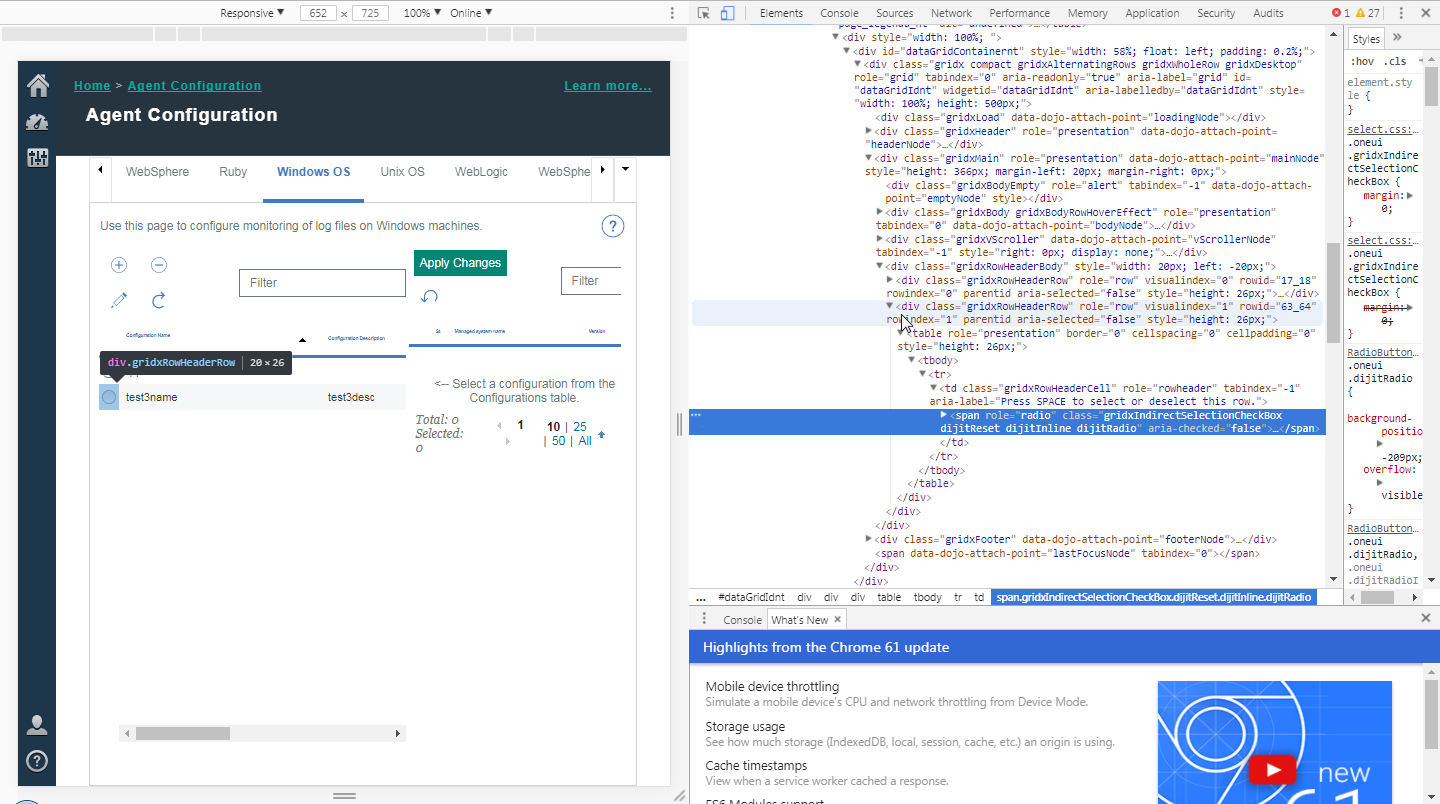 Responsive ▼ 652 × 725 100% ▼ Online ▼
Home > Agent Configuration
Learn more...
Agent Configuration
WebSphere Ruby Windows OS Unix OS WebLogic WebSphe
Use this page to configure monitoring of log files on Windows machines.
?
Filter
Apply Changes
Filter
Configuration Name
Configuration Description
Managed system name
Version
div.gridxRowHeaderRow | 20 × 26
test3name test3desc
<-- Select a configuration from the
Configurations table.
Total: 0
Selected:
0
1
10 | 25
| 50 | All
Elements Console Sources Network Performance Memory Application Security Audits 1 27
<div style="width: 100%; ">
<div id="dataGridContainernt" style="width: 58%; float: left; padding: 0.2%;">
<div class="gridx compact gridxAlternatingRows gridxWholeRow gridxDesktop"
role="grid" tabindex="0" aria-readonly="true" aria-label="grid" id=
"dataGridIdnt" widgetid="dataGridIdnt" aria-labelledby="dataGridIdnt" style=
"width: 100%; height: 500px;">
<div class="gridxLoad" data-dojo-attach-point="loadingNode"></div>
<div class="gridxHeader" role="presentation" data-dojo-attach-point=
"headerNode">…</div>
<div class="gridxMain" role="presentation" data-dojo-attach-point="mainNode"
style="height: 366px; margin-left: 20px; margin-right: 0px;">
<div class="gridxBodyEmpty" role="alert" tabindex="-1" data-dojo-attach-
point="emptyNode" style></div>
<div class="gridxBody gridxBodyRowHoverEffect" role="presentation"
tabindex="0" data-dojo-attach-point="bodyNode">…</div>
<div class="gridxVScroller" data-dojo-attach-point="vScrollerNode"
tabindex="-1" style="right: 0px; display: none;">…</div>
<div class="gridxRowHeaderBody" style="width: 20px; left: -20px;">
<div class="gridxRowHeaderRow" role="row" visualindex="0" rowid="17_18"
rowindex="0" parentid aria-selected="false" style="height: 26px;">…</div>
<div class="gridxRowHeaderRow" role="row" visualindex="1" rowid="63_64"
rowindex="1" parentid aria-selected="false" style="height: 26px;">
<table role="presentation" border="0" cellspacing="0" cellpadding="0"
style="height: 26px;">
<tbody>
<tr>
<td class="gridxRowHeaderCell" role="rowheader" tabindex="-1"
aria-label="Press SPACE to select or deselect this row.">
<span role="radio" class="gridxIndirectSelectionCheckBox
dijitReset dijitInline dijitRadio" aria-checked="false">…</span>
</td>
</tr>
</tbody>
</table>
</div>
</div>
</div>
<div class="gridxFooter" data-dojo-attach-point="footerNode">…</div>
<span data-dojo-attach-point="lastFocusNode" tabindex="0"></span>
</div>
</div>
... #dataGridIdnt div div div table tbody tr td span.gridxIndirectSelectionCheckBox.dijitReset.dijitInline.dijitRadio
Styles »
:hov .cls +
element.sty
le {
}
select.css:…
.oneui
.gridxIndire
ctSelectionC
heckBox {
margin:
0;
}
select.css:…
.oneui
.gridxIndire
ctSelectionC
heckBox {
margin:
0;
}
RadioButton…
.oneui
.dijitRadio
{
background-
positio
-209px;
overflow:
visible
}
RadioButton…
.oneui
.dijitRadio,
.oneui
.dijitRadioI
Console What's New ×
Highlights from the Chrome 61 update
Mobile device throttling
Simulate a mobile device's CPU and network throttling from Device Mode.
Storage usage
See how much storage (IndexedDB, local, session, cache, etc.) an origin is using.
Cache timestamps
View when a service worker cached a response.
ES6 Modules support
new
61
?